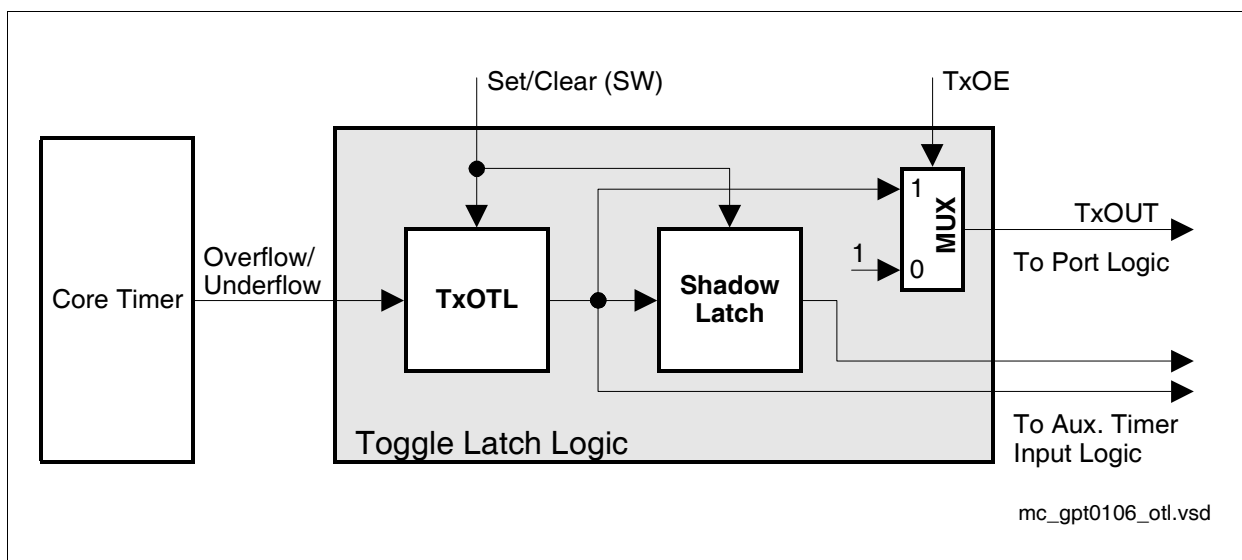 Set/Clear (SW)
TxOE
Core Timer
Overflow/
Underflow
TxOTL
Shadow
Latch
1
MUX
1
0
TxOUT
To Port Logic
To Aux. Timer
Input Logic
Toggle Latch Logic
mc_gpt0106_otl.vsd